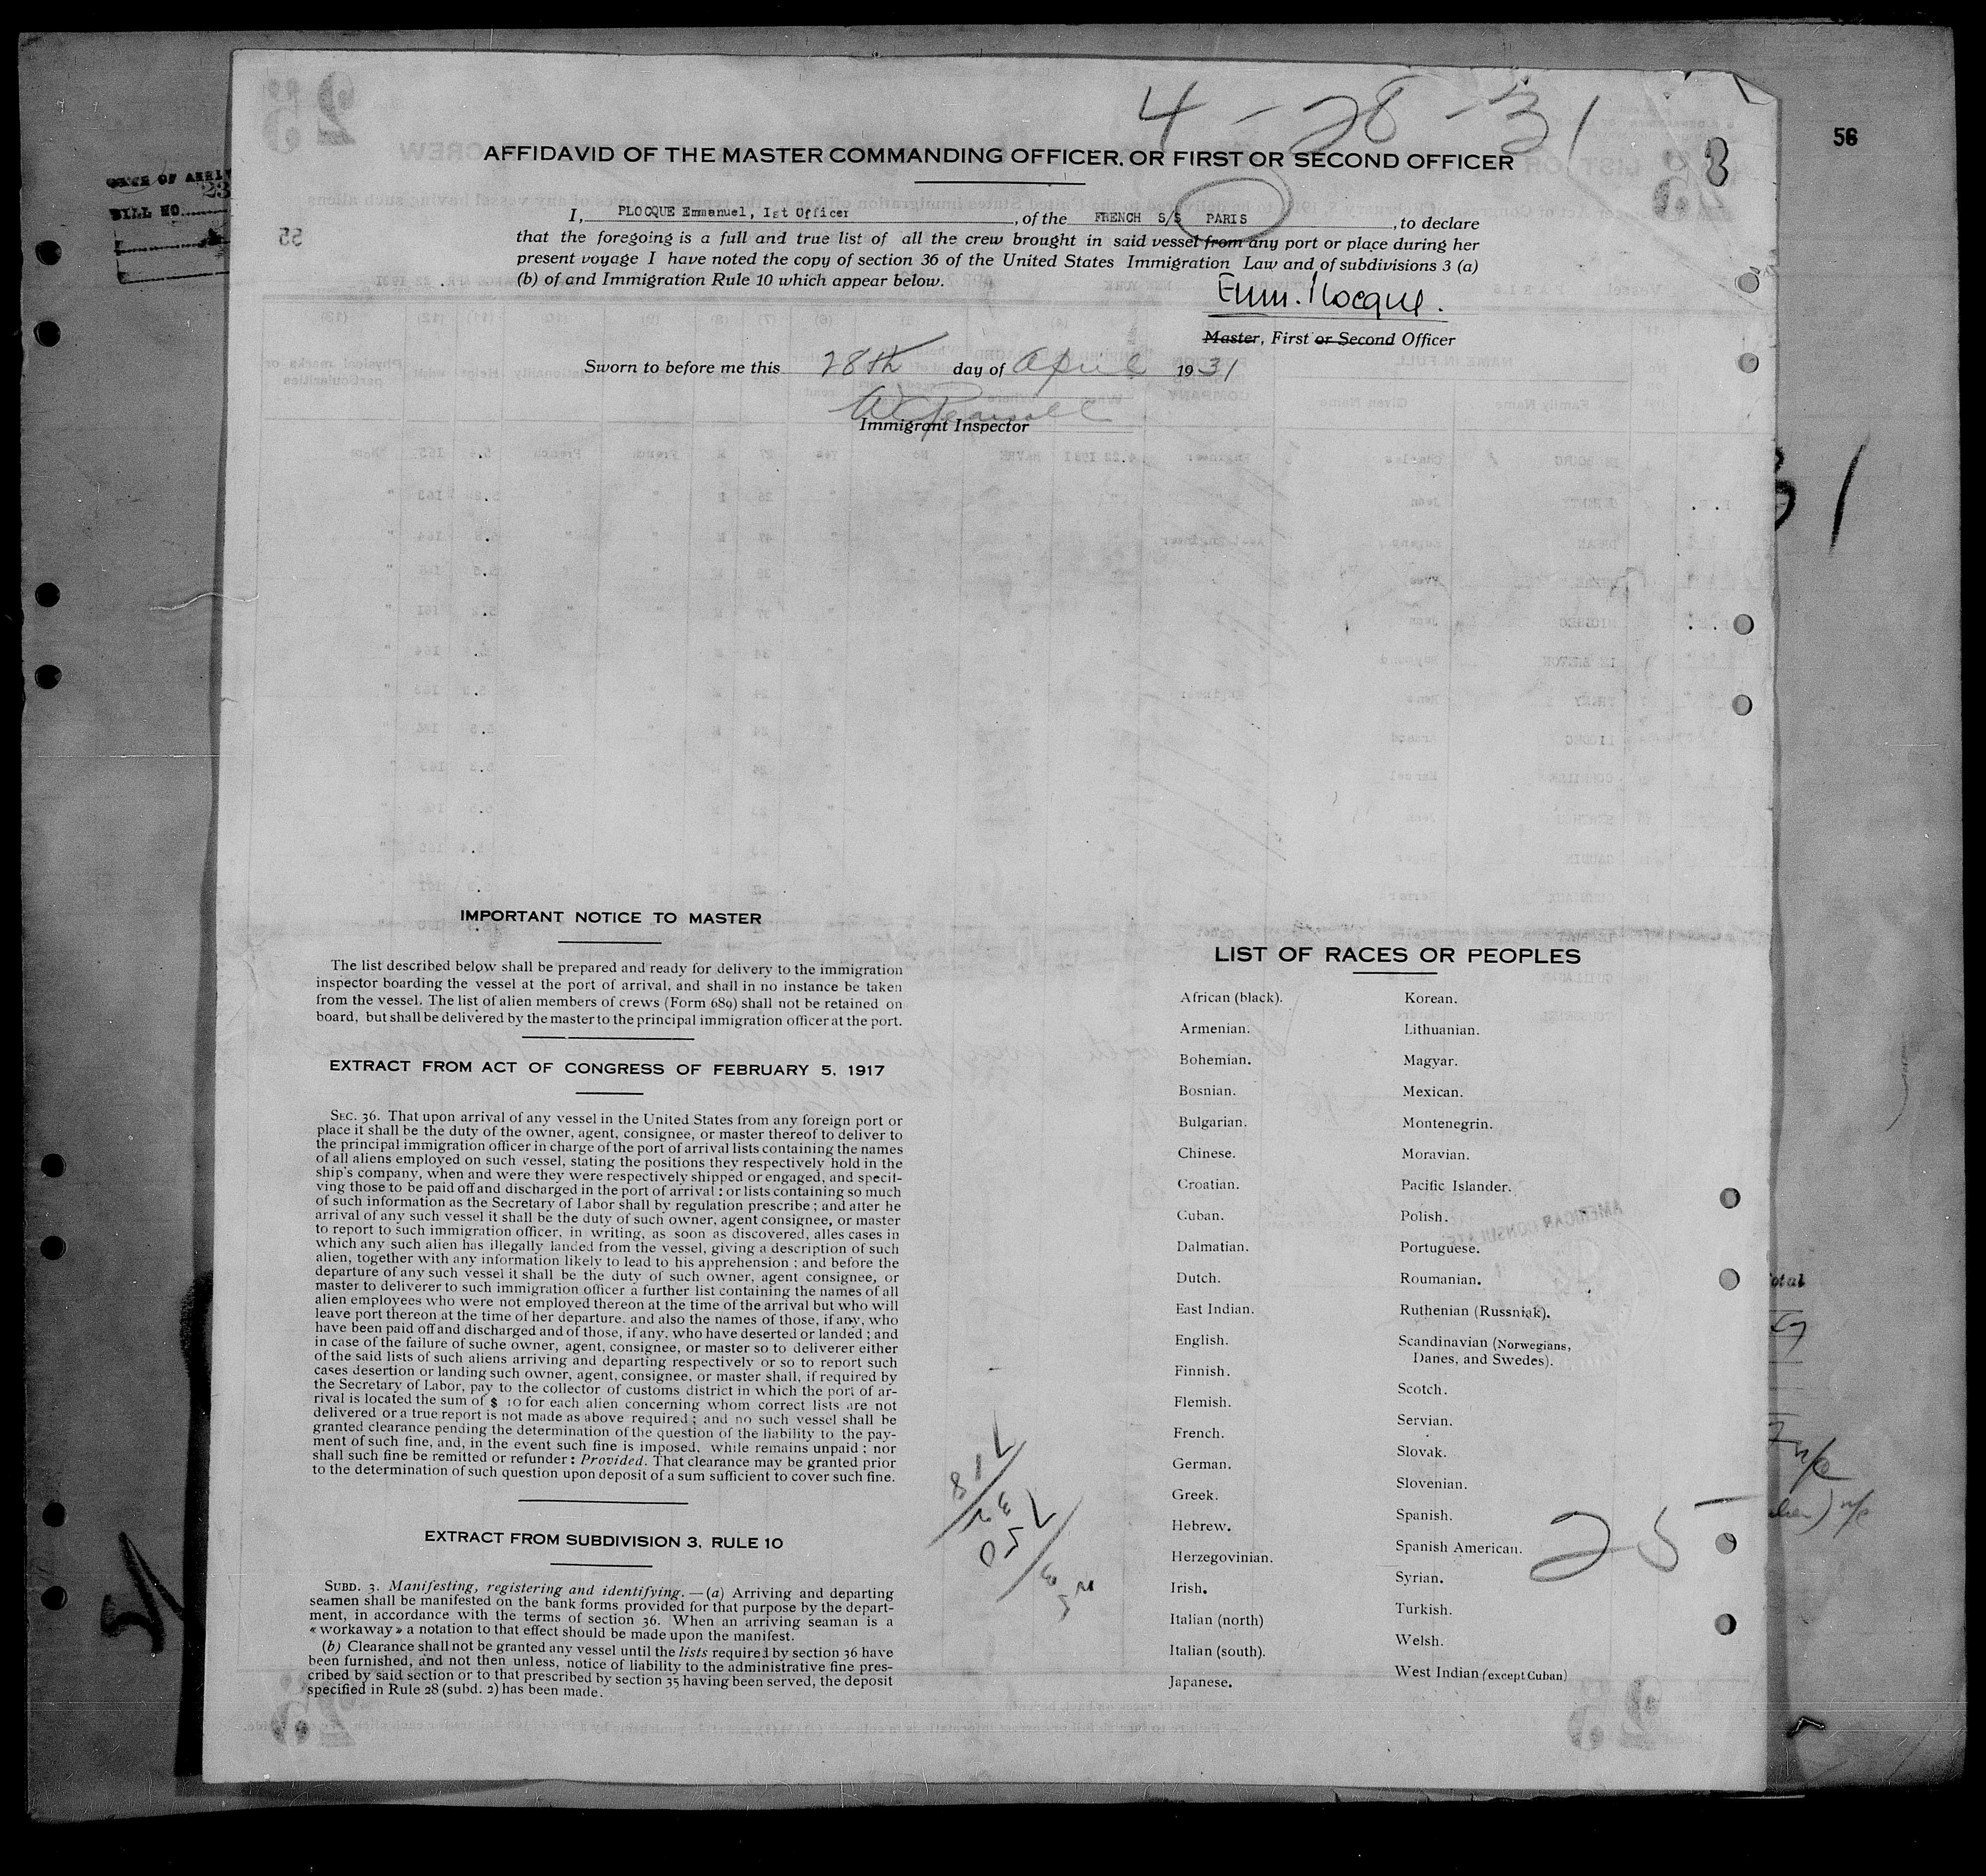 4-28-31
56
8
AFFIDAVID OF THE MASTER COMMANDING OFFICER. OR FIRST OR SECOND OFFICER
I, PLOCQUE Emmanuel, Ist Officer, of the FRENCH S/S PARIS, to declare
that the foregoing is a full and true list of all the crew brought in said vessel from any port or place during her
present voyage I have noted the copy of section 36 of the United States Immigration Law and of subdivisions 3 (a)
(b) of and Immigration Rule 10 which appear below.
Emm. Plocque.
Master, First or Second Officer
Sworn to before me this 28th day of April 1931
Immigrant Inspector
IMPORTANT NOTICE TO MASTER
The list described below shall be prepared and ready for delivery to the immigration
inspector boarding the vessel at the port of arrival, and shall in no instance be taken
from the vessel. The list of alien members of crews (Form 689) shall not be retained on
board, but shall be delivered by the master to the principal immigration officer at the port.
EXTRACT FROM ACT OF CONGRESS OF FEBRUARY 5, 1917
SEC. 36. That upon arrival of any vessel in the United States from any foreign port or
place it shall be the duty of the owner, agent, consignee, or master thereof to deliver to
the principal immigration officer in charge of the port of arrival lists containing the names
of all aliens employed on such vessel, stating the positions they respectively hold in the
ship's company, when and were they were respectively shipped or engaged, and specit-
ving those to be paid off and discharged in the port of arrival : or lists containing so much
of such information as the Secretary of Labor shall by regulation prescribe ; and atter he
arrival of any such vessel it shall be the duty of such owner, agent consignee, or master
to report to such immigration officer, in writing, as soon as discovered, alles cases in
which any such alien has illegally landed from the vessel, giving a description of such
alien, together with any information likely to lead to his apprehension ; and before the
departure of any such vessel it shall be the duty of such owner, agent consignee, or
master to deliverer to such immigration officer a further list containing the names of all
alien employees who were not employed thereon at the time of the arrival but who will
leave port thereon at the time of her departure. and also the names of those, if any, who
have been paid off and discharged and of those, if any. who have deserted or landed ; and
in case of the failure of suche owner, agent, consignee, or master so to deliverer either
of the said lists of such aliens arriving and departing respectively or so to report such
cases desertion or landing such owner, agent, consignee, or master shall, if required by
the Secretary of Labor, pay to the collector of customs district in which the port of ar-
rival is located the sum of $ 10 for each alien concerning whom correct lists are not
delivered or a true report is not made as above required ; and no such vessel shall be
granted clearance pending the determination of the question of the liability to the pay-
ment of such fine, and, in the event such fine is imposed. while remains unpaid ; nor
shall such fine be remitted or refunder : Provided. That clearance may be granted prior
to the determination of such question upon deposit of a sum sufficient to cover such fine.
EXTRACT FROM SUBDIVISION 3, RULE 10
SUBD. 3. Manifesting, registering and identifying. — (a) Arriving and departing
seamen shall be manifested on the bank forms provided for that purpose by the depart-
ment, in accordance with the terms of section 36. When an arriving seaman is a
« workaway » a notation to that effect should be made upon the manifest.
(b) Clearance shall not be granted any vessel until the lists required by section 36 have
been furnished, and not then unless, notice of liability to the administrative fine pres-
cribed by said section or to that prescribed by section 35 having been served, the deposit
specified in Rule 28 (subd. 2) has been made.
LIST OF RACES OR PEOPLES
African (black).
Armenian.
Bohemian.
Bosnian.
Bulgarian.
Chinese.
Croatian.
Cuban.
Dalmatian.
Dutch.
East Indian.
English.
Finnish.
Flemish.
French.
German.
Greek.
Hebrew.
Herzegovinian.
Irish.
Italian (north)
Italian (south).
Japanese.
Korean.
Lithuanian.
Magyar.
Mexican.
Montenegrin.
Moravian.
Pacific Islander.
Polish.
Portuguese.
Roumanian.
Ruthenian (Russniak).
Scandinavian (Norwegians,
Danes, and Swedes).
Scotch.
Servian.
Slovak.
Slovenian.
Spanish.
Spanish American.
Syrian.
Turkish.
Welsh.
West Indian (except Cuban)
25